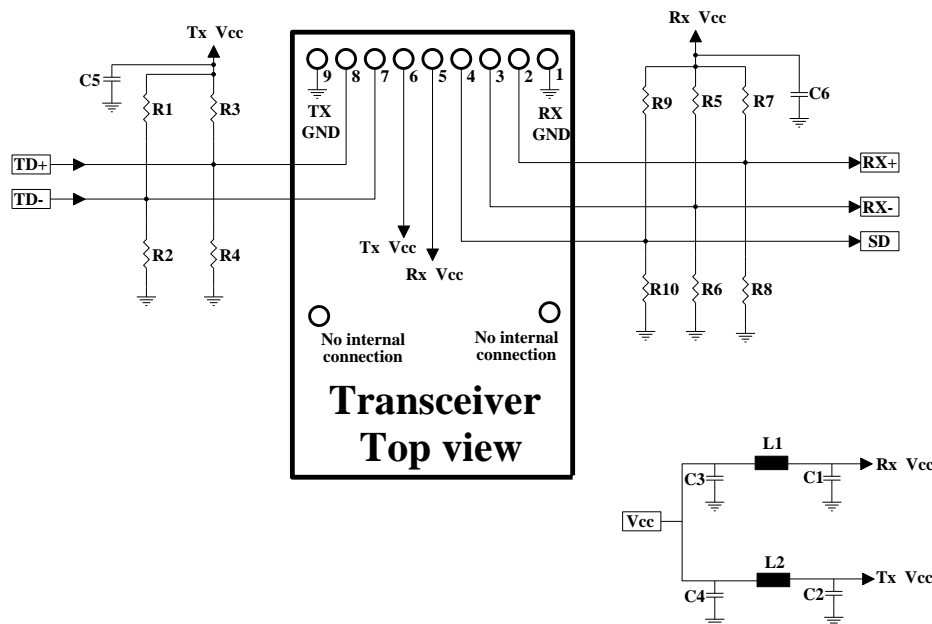 Tx Vcc
C5
R1
R3
TD+
TD-
R2
R4
9 8 7 6 5 4 3 2 1
TX
GND
RX
GND
Tx Vcc
Rx Vcc
No internal
connection
No internal
connection
Transceiver
Top view
Rx Vcc
C6
R9
R5
R7
RX+
RX-
SD
R10
R6
R8
L1
C3
C1
Rx Vcc
Vcc
L2
C4
C2
Tx Vcc